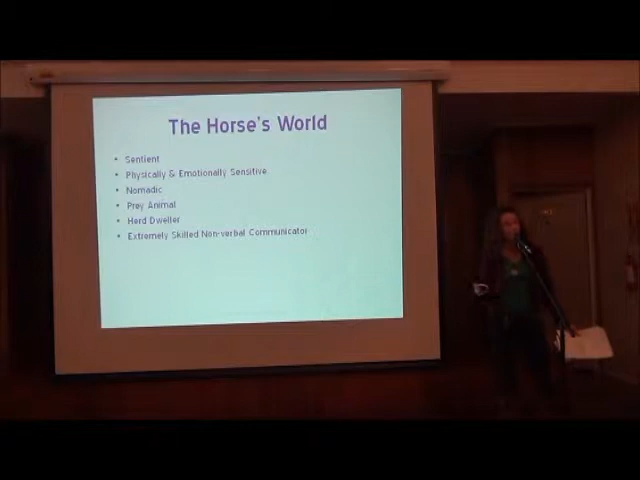 The Horse's World
• Sentient
• Physically & Emotionally Sensitive
• Nomadic
• Prey Animal
• Herd Dweller
• Extremely Skilled Non-verbal Communicator